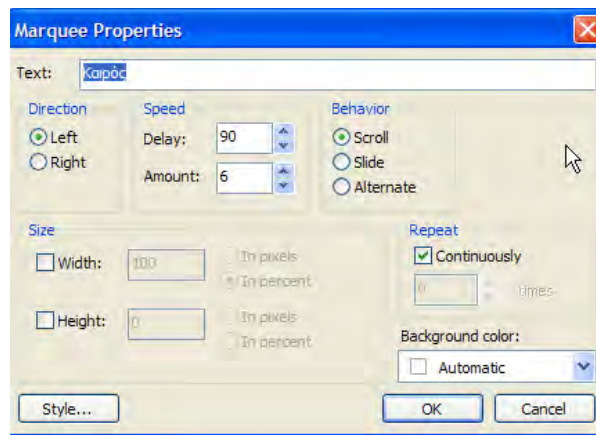 Marquee Properties
Text: Καιρός
Direction Speed Behavior
Left Delay: 90 Scroll
Right Slide
Amount: 6
Alternate
Size Repeat
Width: 100 In pixels Continuously
In percent
0 times
Height: 0 In pixels
In percent Background color:
Automatic
Style... OK Cancel